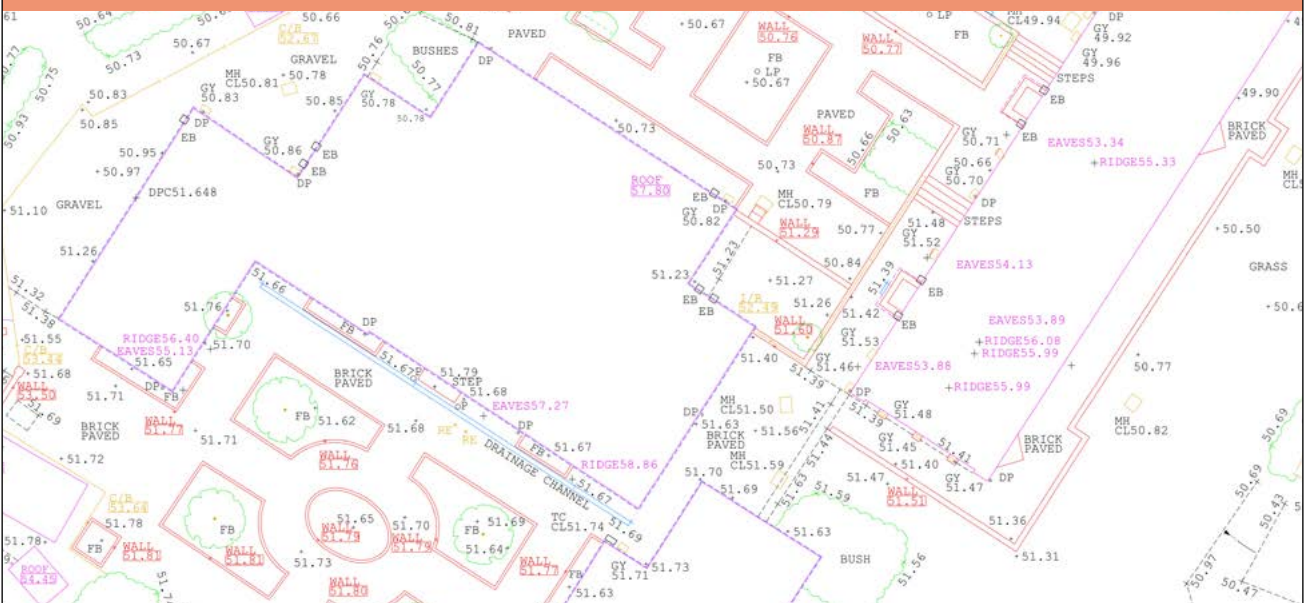 50.66
50.81
50.67
C/B
52.67
50.67
50.73
50.76
BUSHES
50.77
PAVED
DP
GRAVEL
MH
CL50.81
50.78
GY
50.83
50.85
GY
50.78
50.78
50.75
50.93
50.83
50.85
DP
EB
GY
50.86
EB
EB
DP
50.95
50.97
DPC51.648
51.10
GRAVEL
51.26
51.32
51.38
50.67
WALL
50.76
FB
LP
50.67
WALL
50.77
LP
FB
MH
CL49.94
DP
GY
49.92
GY
49.96
STEPS
EB
EB
49.90
BRICK
PAVED
50.73
PAVED
WALL
50.87
50.66
50.63
50.73
FB
GY
50.71
50.66
GY
50.70
DP
STEPS
EAVES53.34
RIDGE55.33
MH
ROOF
57.80
EB
DP
GY
50.82
MH
CL50.79
WALL
51.29
50.77
50.84
51.48
GY
51.52
50.50
GRASS
51.23
51.23
EB
EB
51.27
51.26
I/B
52.49
WALL
51.60
51.39
51.42
EB
EB
GY
51.53
EAVES54.13
EAVES53.89
RIDGE56.08
RIDGE55.99
EAVES53.88
RIDGE55.99
50.77
51.66
51.76
RIDGE56.40
EAVES55.13
51.70
51.65
51.55
C/B
53.44
51.68
WALL
53.50
51.69
51.71
DP
FB
WALL
51.77
BRICK
PAVED
51.71
51.72
FB
DP
51.67
BRICK
PAVED
P
51.79
STEP
51.68
P
EAVES57.27
51.62
FB
51.68
RE
RE
DP
FB
51.67
RIDGE58.86
WALL
51.76
DRAINAGE CHANNEL
51.67
51.69
51.40
GY
51.46
51.39
DP
DP
MH
CL51.50
51.63
51.56
BRICK
PAVED
MH
CL51.59
51.41
51.44
51.63
51.39
GY
51.48
GY
51.45
51.41
51.40
51.47
GY
51.47
DP
BRICK
PAVED
MH
CL50.82
WALL
51.51
51.36
51.31
51.70
51.69
51.59
51.63
BUSH
51.56
C/B
51.64
51.78
FB
WALL
51.81
51.78
ROOF
54.45
FB
WALL
51.81
51.73
51.65
WALL
51.79
51.70
WALL
51.79
FB
51.69
51.64
WALL
51.77
WALL
51.80
TC
CL51.74
GY
51.71
51.73
FB
51.63
50.69
50.69
50.43
50.97
50.47